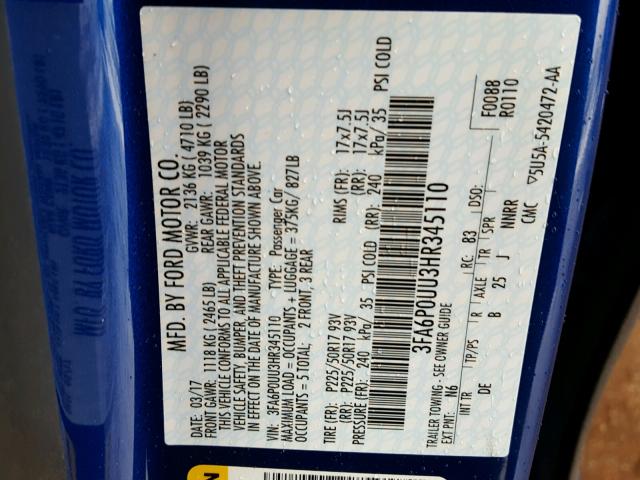 MFD. BY FORD MOTOR CO.
03/17 GVWR: 2136 KG ( 4710 LB)
FRONT GAWR: 1118 KG ( 2465 LB) REAR GAWR: 1039 KG ( 2290 LB)
THIS VEHICLE CONFORMS TO ALL APPLICABLE FEDERAL MOTOR
VEHICLE SAFETY, BUMPER, AND THEFT PREVENTION STANDARDS
IN EFFECT ON THE DATE OF MANUFACTURE SHOWN ABOVE.
VIN: 3FA6P0UU3HR345110 TYPE: Passenger Car
MAXIMUM LOAD = OCCUPANTS + LUGGAGE = 375KG/ 827LB
OCCUPANTS = 5 TOTAL: 2 FRONT, 3 REAR
TIRE (FR): P225/50R17 93V RIMS (FR): 17x7.5J
TIRE (RR): P225/50R17 93V RIMS (RR): 17x7.5J
PRESSURE (FR): 240 kPa/ 35 PSI COLD (RR): 240 kPa/ 35 PSI COLD
3FA6P0UU3HR345110
TRAILER TOWING - SEE OWNER GUIDE
EXT PNT: N6 RC: 83 DSO: F0088
R0110
INT TR TP/PS R AXLE TR SPR
DE B 25 J NNRR
CMC ▽5U5A-5420472-AA